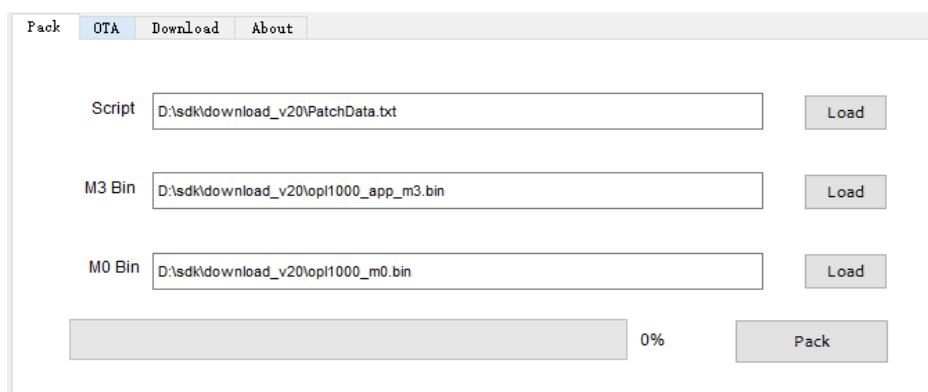 Pack OTA Download About
Script D:\sdk\download_v20\PatchData.txt Load
M3 Bin D:\sdk\download_v20\opl1000_app_m3.bin Load
M0 Bin D:\sdk\download_v20\opl1000_m0.bin Load
0% Pack